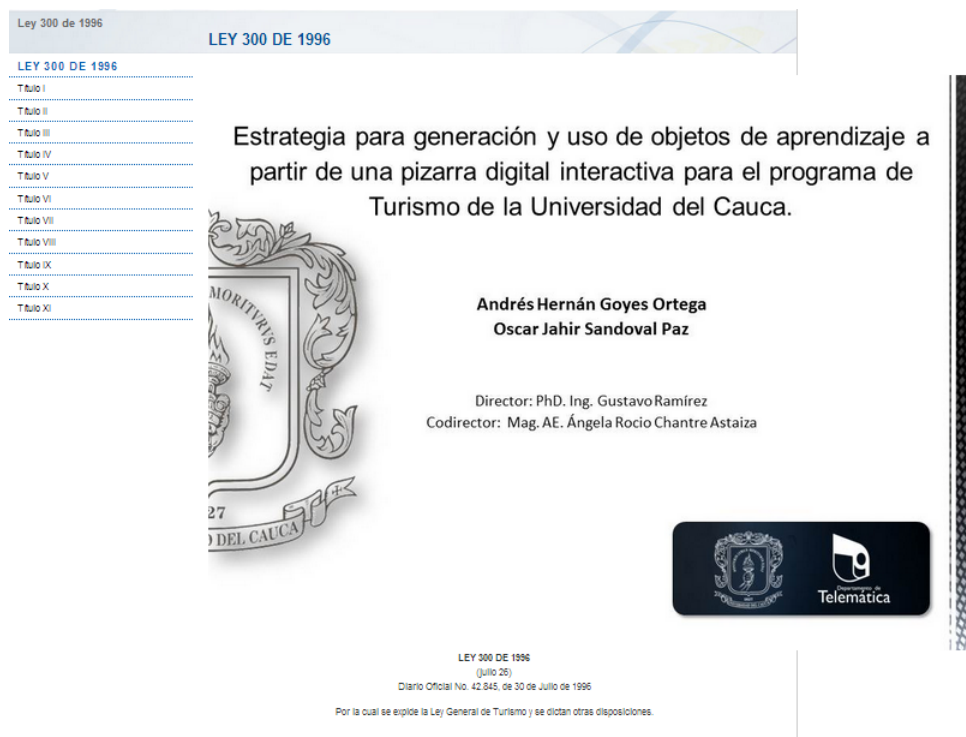 Ley 300 de 1996
LEY 300 DE 1996
LEY 300 DE 1996
Título I
Título II
Título III
Título IV
Título V
Título VI
Título VII
Título VIII
Título IX
Título X
Título XI
Estrategia para generación y uso de objetos de aprendizaje a
partir de una pizarra digital interactiva para el programa de
Turismo de la Universidad del Cauca.
Andrés Hernán Goyes Ortega
Oscar Jahir Sandoval Paz
Director: PhD. Ing. Gustavo Ramírez
Codirector: Mag. AE. Ángela Rocio Chantre Astaiza
MORITVRVS EDAT
27
DEL CAUCA
Departamento de
Telemática
LEY 300 DE 1996
(julio 26)
Diario Oficial No. 42.845, de 30 de Julio de 1996
Por la cual se expide la Ley General de Turismo y se dictan otras disposiciones.